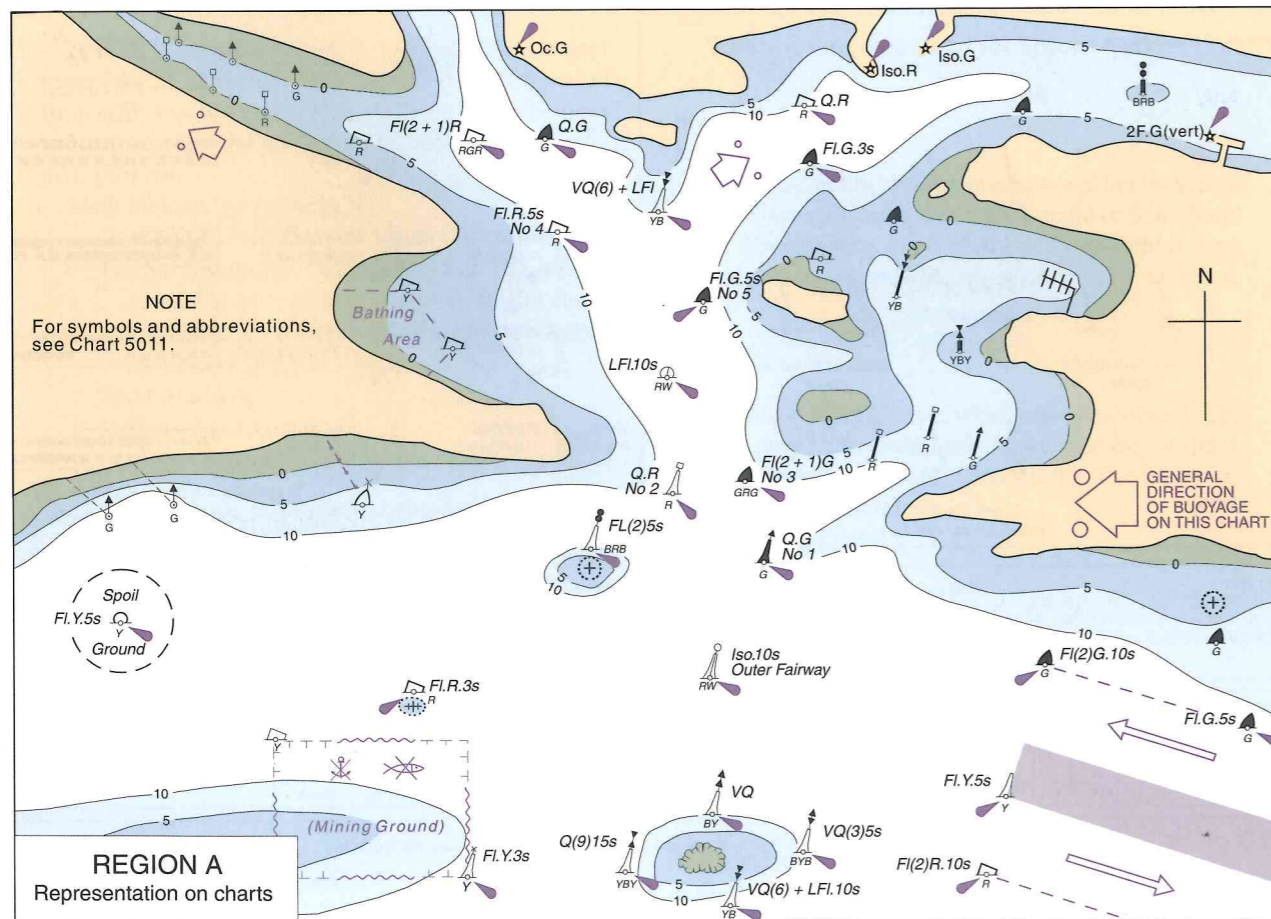 5
Oc.G
Iso.R
Iso.G
5
BRB
0
G
0
R
5
10
Q.R
R
G
5
2F.G(vert)
Fl(2 + 1)R
R
RGR
Q.G
G
5
Fl.G.3s
G
VQ(6) + LFl
YB
Fl.R.5s
No 4
R
G
0
0
R
0
YB
Fl.G.5s
No 5
G
10
10
5
N
NOTE
For symbols and abbreviations,
see Chart 5011.
Y
Bathing
Area
Y
0
5
YBY
0
LFl.10s
RW
0
0
5
10
R
R
G
5
Q.R
No 2
R
Fl(2+1)G
No 3
GRG
GENERAL
DIRECTION
OF BUOYAGE
ON THIS CHART
0
5
10
G
G
Y
FL(2)5s
BRB
5
10
Q.G
No 1
G
10
0
5
10
G
Spoil
Ground
Fl.Y.5s
Y
Iso.10s
Outer Fairway
RW
Fl(2)G.10s
G
Fl.R.3s
R
Fl.G.5s
G
Y
10
5
(Mining Ground)
Fl.Y.3s
Y
VQ
BY
Q(9)15s
YBY
VQ(3)5s
BYB
5
10
VQ(6) + LFl.10s
YB
Fl.Y.5s
Y
Fl(2)R.10s
R
REGION A
Representation on charts